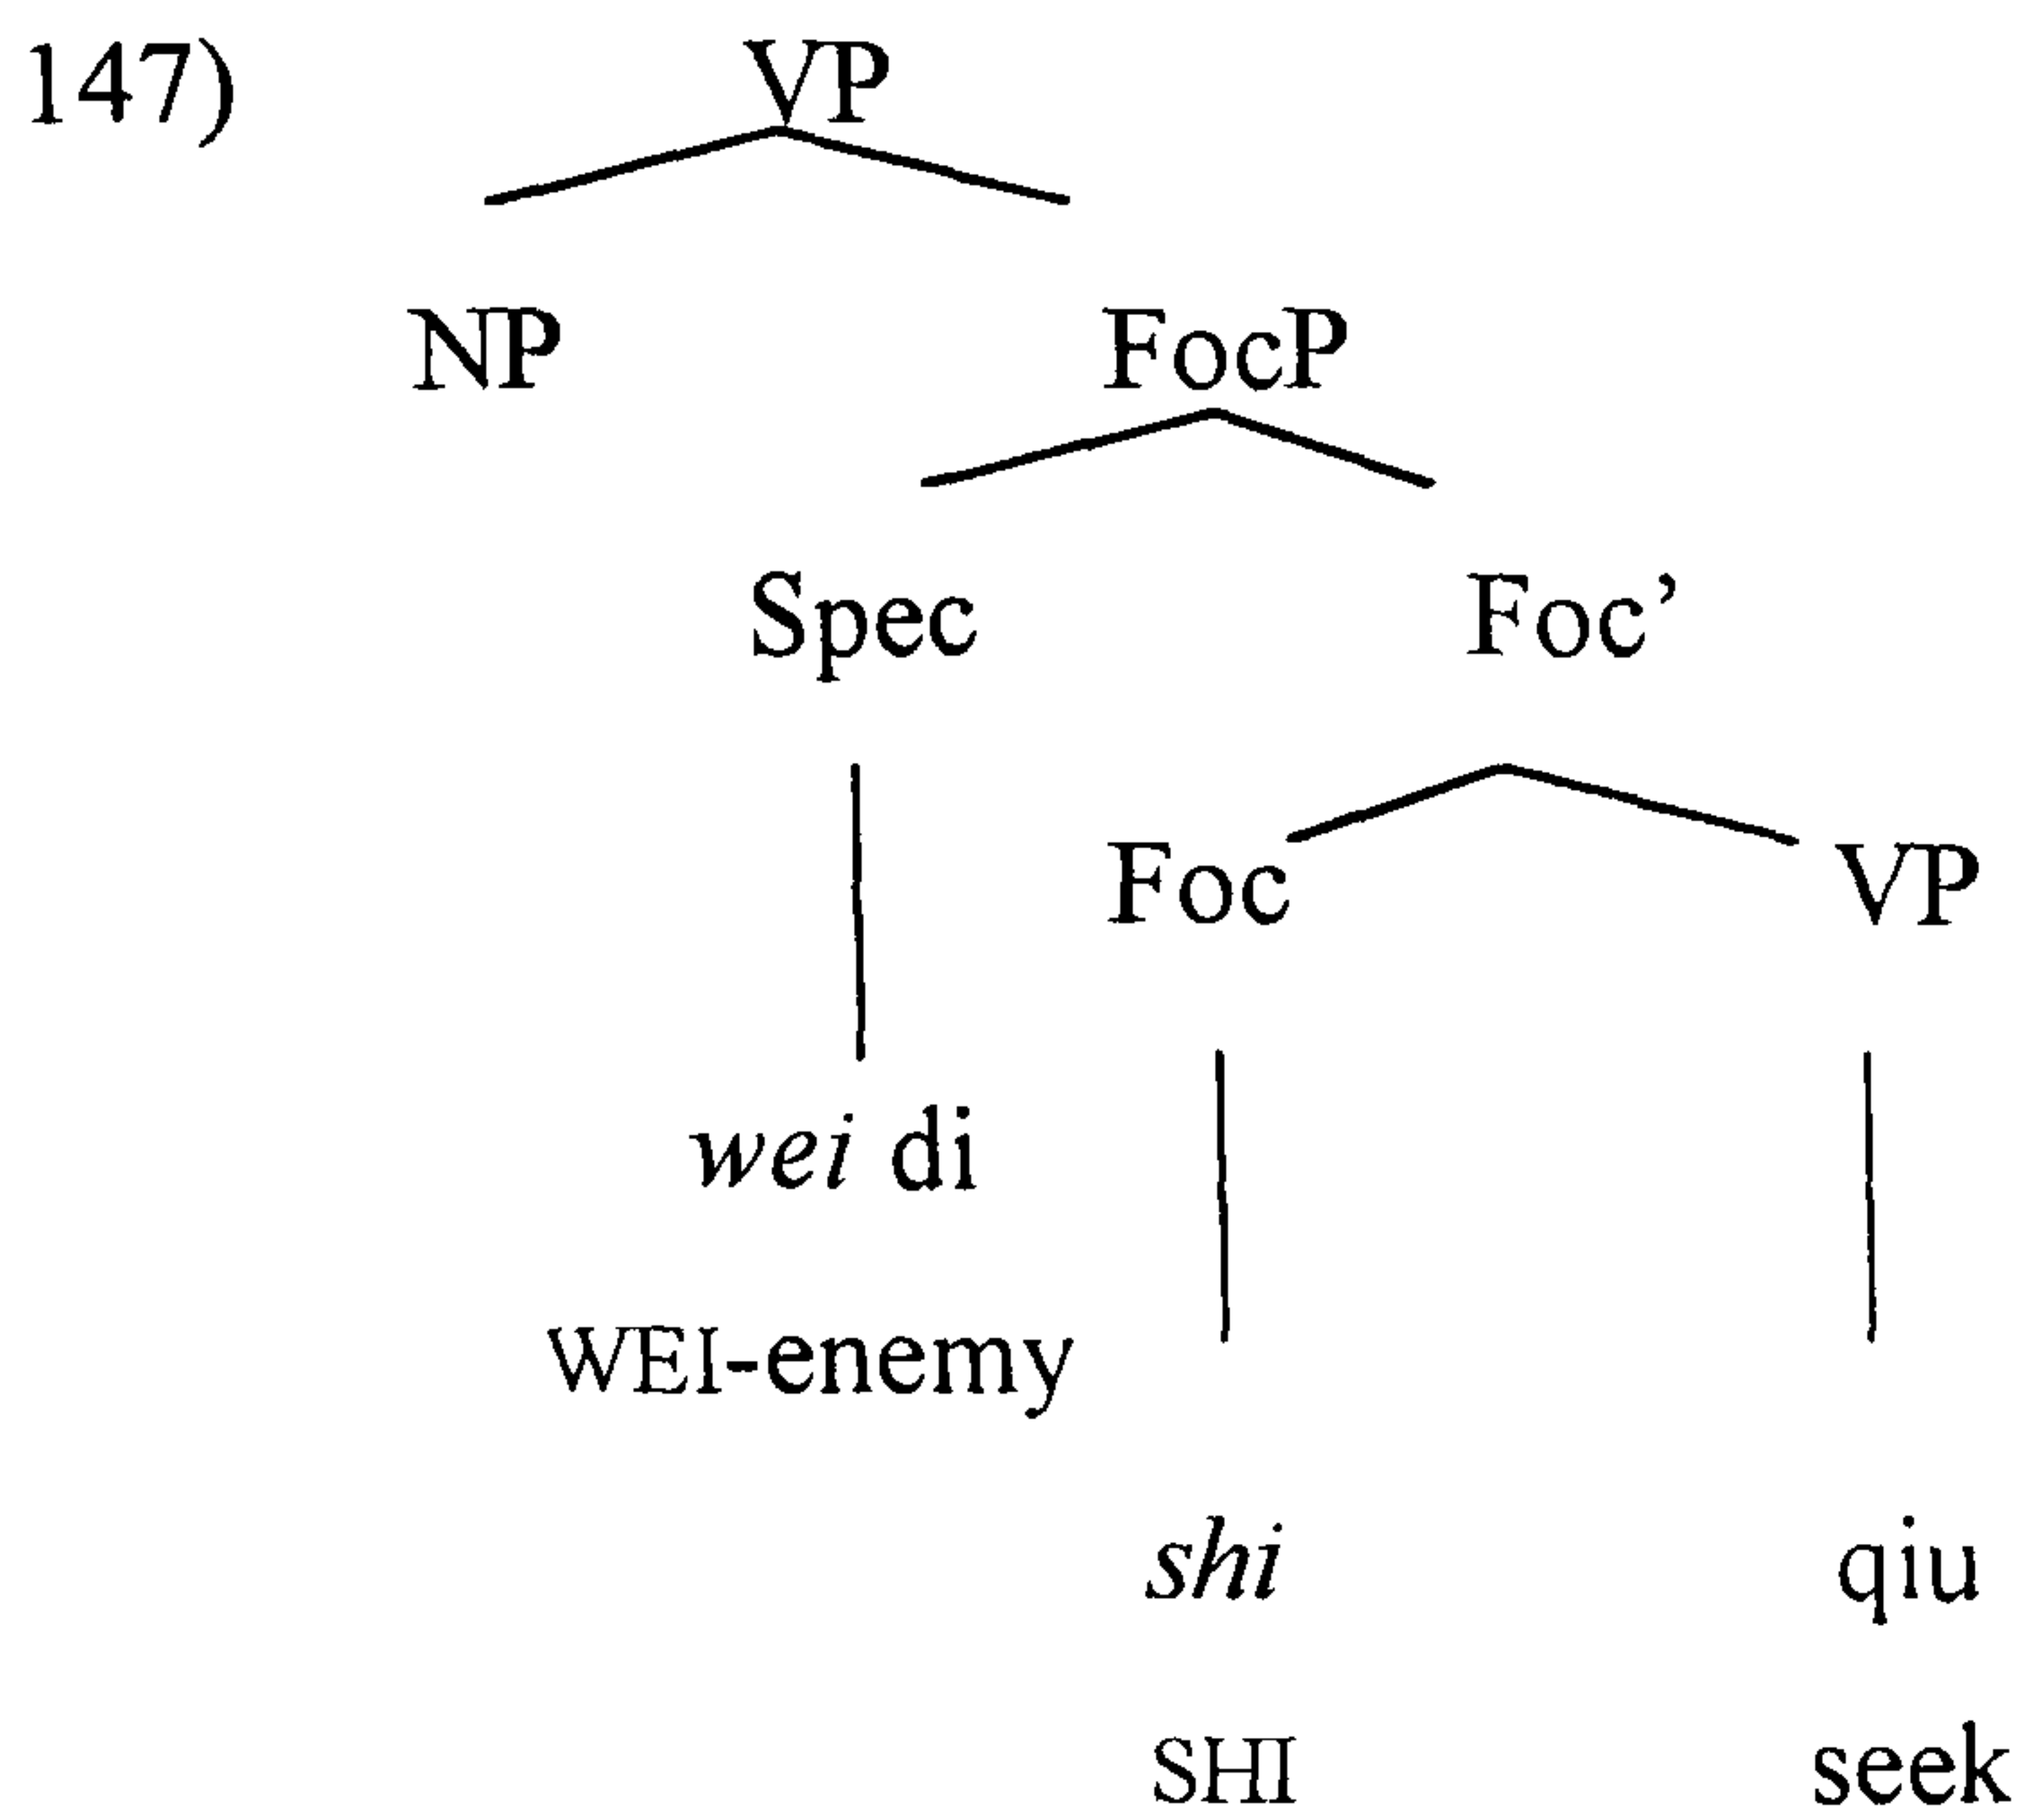 147) VP
NP FocP
Spec Foc’
Foc VP
wei di
WEI-enemy
shi qiu
SHI seek